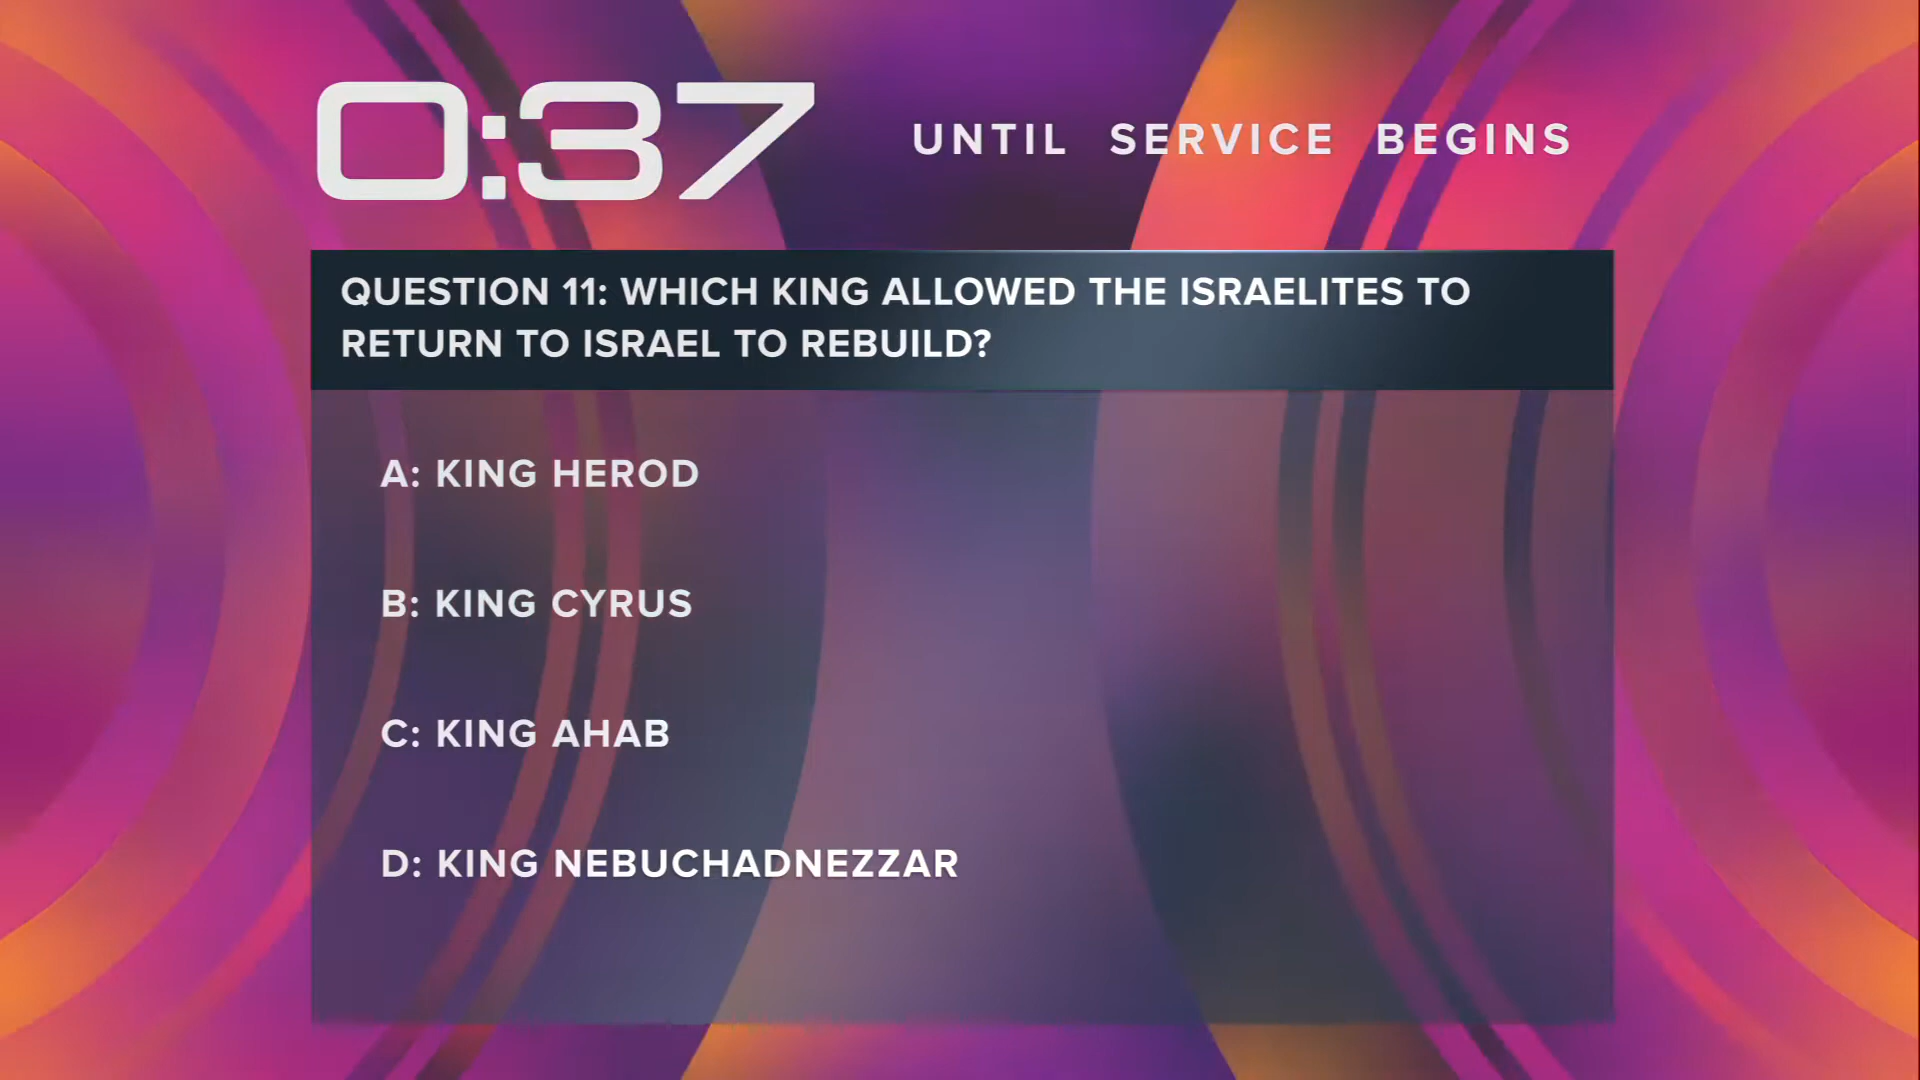 0:37 UNTIL SERVICE BEGINS
QUESTION 11: WHICH KING ALLOWED THE ISRAELITES TO
RETURN TO ISRAEL TO REBUILD?
A: KING HEROD
B: KING CYRUS
C: KING AHAB
D: KING NEBUCHADNEZZAR